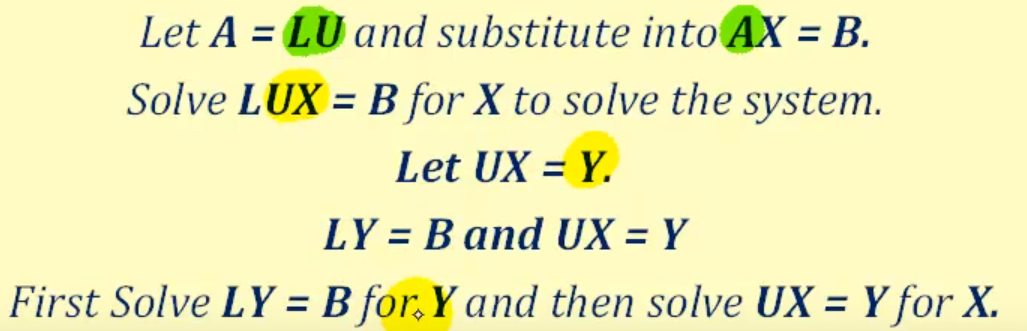 Let A = LU and substitute into AX = B.
Solve LUX = B for X to solve the system.
Let UX = Y.
LY = B and UX = Y
First Solve LY = B for Y and then solve UX = Y for X.